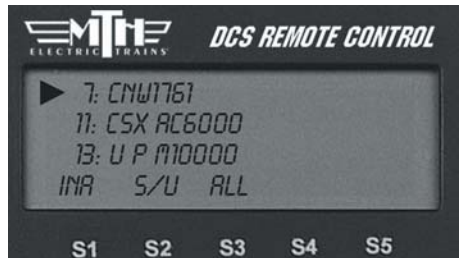 MTH DCS REMOTE CONTROL
ELECTRIC TRAINS
7: CNW1761
11: CSX AC6000
13: U P M10000
INA S/U ALL
S1 S2 S3 S4 S5